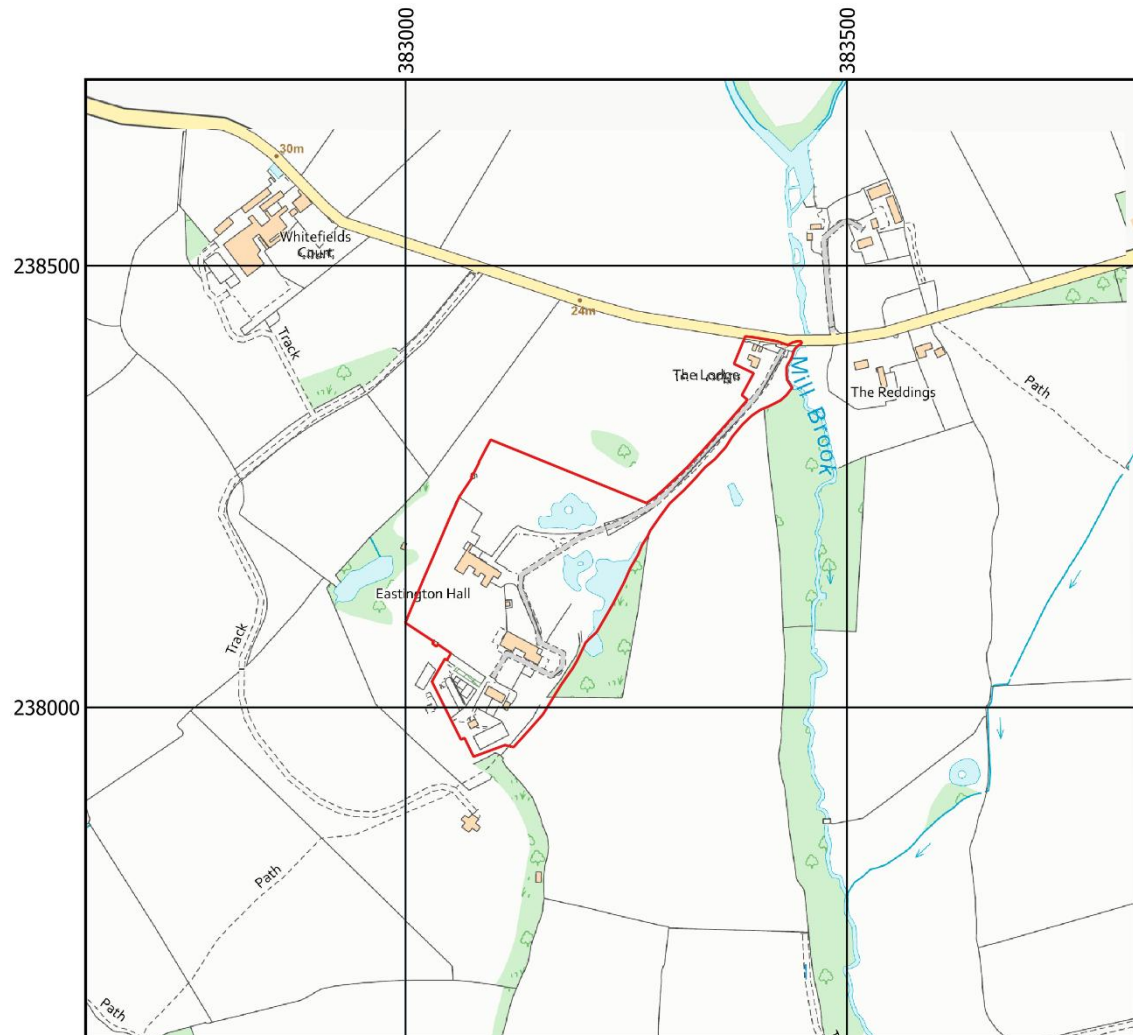 383000
383500
30m
Whitefields
Court
238500
24m
Track
The Lodge
Mill Brook
The Reddings
Path
Eastington Hall
Track
238000
Path
Path